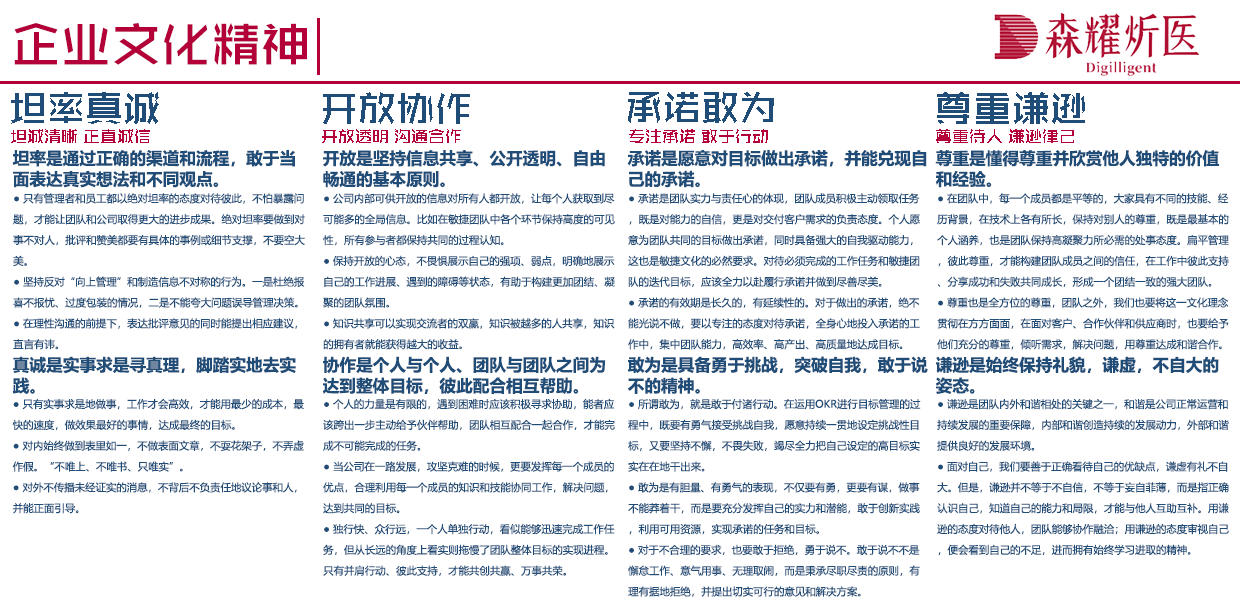 企业文化精神
森耀炘医
Digilligent
坦率真诚
坦诚清晰 正直诚信
坦率是通过正确的渠道和流程，敢于当
面表达真实想法和不同观点。
● 只有管理者和员工都以绝对坦率的态度对待彼此，不怕暴露问
题，才能让团队和公司取得更大的进步成果。绝对坦率要做到对
事不对人，批评和赞美都要有具体的事例或细节支撑，不要空大
美。
● 坚持反对“向上管理”和制造信息不对称的行为。一是杜绝报
喜不报忧、过度包装的情况，二是不能夸大问题误导管理决策。
● 在理性沟通的前提下，表达批评意见的同时能提出相应建议，
直言有讳。
真诚是实事求是寻真理，脚踏实地去实
践。
● 只有实事求是地做事，工作才会高效，才能用最少的成本，最
快的速度，做效果最好的事情，达成最终的目标。
● 对内始终做到表里如一，不做表面文章，不耍花架子，不弄虚
作假。“不唯上、不唯书、只唯实”。
● 对外不传播未经证实的消息，不背后不负责任地议论事和人，
并能正面引导。
开放协作
开放透明 沟通合作
开放是坚持信息共享、公开透明、自由
畅通的基本原则。
● 公司内部可供开放的信息对所有人都开放，让每个人获取到尽
可能多的全局信息。比如在敏捷团队中各个环节保持高度的可见
性，所有参与者都保持共同的过程认知。
● 保持开放的心态，不畏惧展示自己的强项、弱点，明确地展示
自己的工作进展、遇到的障碍等状态，有助于构建更加团结、凝
聚的团队氛围。
● 知识共享可以实现交流者的双赢，知识被越多的人共享，知识
的拥有者就能获得越大的收益。
协作是个人与个人、团队与团队之间为
达到整体目标，彼此配合相互帮助。
● 个人的力量是有限的，遇到困难时应该积极寻求协助，能者应
该跨出一步主动给予伙伴帮助，团队相互配合一起合作，才能完
成不可能完成的任务。
● 当公司在一路发展，攻坚克难的时候，更要发挥每一个成员的
优点，合理利用每一个成员的知识和技能协同工作，解决问题，
达到共同的目标。
● 独行快、众行远，一个人单独行动，看似能够迅速完成工作任
务，但从长远的角度上看实则拖慢了团队整体目标的实现进程。
只有并肩行动、彼此支持，才能共创共赢、万事共荣。
承诺敢为
专注承诺 敢于行动
承诺是愿意对目标做出承诺，并能兑现自
己的承诺。
● 承诺是团队实力与责任心的体现，团队成员积极主动领取任务
，既是对能力的自信，更是对交付客户需求的负责态度。个人愿
意为团队共同的目标做出承诺，同时具备强大的自我驱动能力，
这也是敏捷文化的必然要求。对待必须完成的工作任务和敏捷团
队的迭代目标，应该全力以赴履行承诺并做到尽善尽美。
● 承诺的有效期是长久的，有延续性的。对于做出的承诺，绝不
能光说不做，要以专注的态度对待承诺，全身心地投入承诺的工
作中，集中团队能力，高效率、高产出、高质量地达成目标。
敢为是具备勇于挑战，突破自我，敢于说
不的精神。
● 所谓敢为，就是敢于付诸行动。在运用OKR进行目标管理的过
程中，既要有勇气接受挑战自我，愿意持续一贯地设定挑战性目
标，又要坚持不懈，不畏失败，竭尽全力把自己设定的高目标实
实在在地干出来。
● 敢为是有胆量、有勇气的表现，不仅要有勇，更要有谋，做事
不能莽着干，而是要充分发挥自己的实力和潜能，敢于创新实践
，利用可用资源，实现承诺的任务和目标。
● 对于不合理的要求，也要敢于拒绝，勇于说不。敢于说不不是
懈怠工作、意气用事、无理取闹，而是秉承尽职尽责的原则，有
理有据地拒绝，并提出切实可行的意见和解决方案。
尊重谦逊
尊重待人 谦逊律己
尊重是懂得尊重并欣赏他人独特的价值
和经验。
● 在团队中，每一个成员都是平等的，大家具有不同的技能、经
历背景，在技术上各有所长，保持对别人的尊重，既是最基本的
个人涵养，也是团队保持高凝聚力所必需的处事态度。扁平管理
，彼此尊重，才能构建团队成员之间的信任，在工作中彼此支持
、分享成功和失败共同成长，形成一个团结一致的强大团队。
● 尊重也是全方位的尊重，团队之外，我们也要将这一文化理念
贯彻在方方面面，在面对客户、合作伙伴和供应商时，也要给予
他们充分的尊重，倾听需求，解决问题，用尊重达成和谐合作。
谦逊是始终保持礼貌，谦虚，不自大的
姿态。
● 谦逊是团队内外和谐相处的关键之一，和谐是公司正常运营和
持续发展的重要保障，内部和谐创造持续的发展动力，外部和谐
提供良好的发展环境。
● 面对自己，我们要善于正确看待自己的优缺点，谦虚有礼不自
大。但是，谦逊并不等于不自信，不等于妄自菲薄，而是指正确
认识自己，知道自己的能力和局限，才能与他人互助互补。用谦
逊的态度对待他人，团队能够协作融洽；用谦逊的态度审视自己
，便会看到自己的不足，进而拥有始终学习进取的精神。